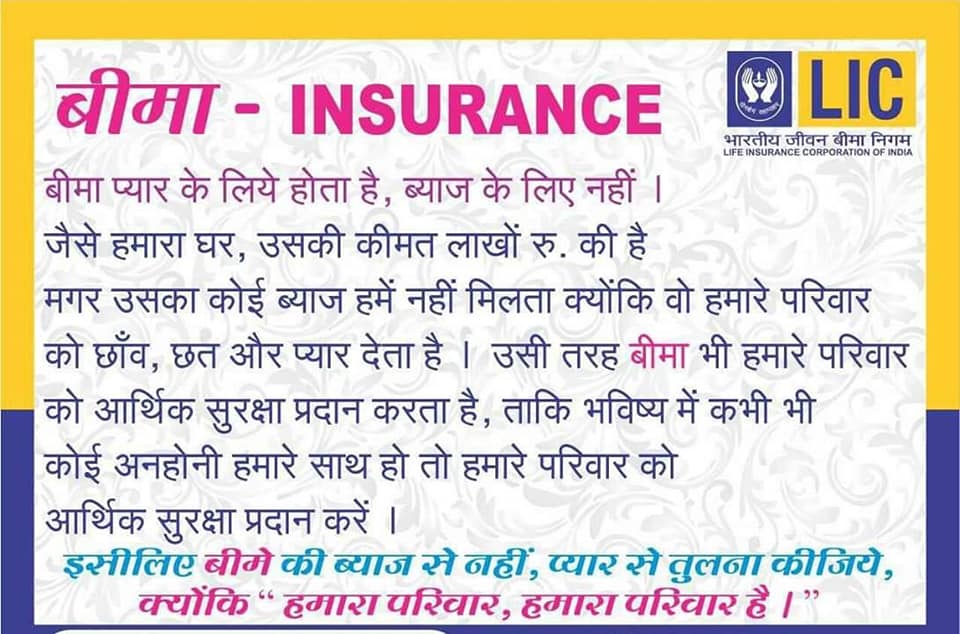 बीमा - INSURANCE
LIC
भारतीय जीवन बीमा निगम
LIFE INSURANCE CORPORATION OF INDIA
बीमा प्यार के लिये होता है, ब्याज के लिए नहीं ।
जैसे हमारा घर, उसकी कीमत लाखों रु. की है
मगर उसका कोई ब्याज हमें नहीं मिलता क्योंकि वो हमारे परिवार
को छाँव, छत और प्यार देता है । उसी तरह बीमा भी हमारे परिवार
को आर्थिक सुरक्षा प्रदान करता है, ताकि भविष्य में कभी भी
कोई अनहोनी हमारे साथ हो तो हमारे परिवार को
आर्थिक सुरक्षा प्रदान करें ।
इसीलिए बीमे की ब्याज से नहीं, प्यार से तुलना कीजिये,
क्योंकि “ हमारा परिवार, हमारा परिवार है । ”